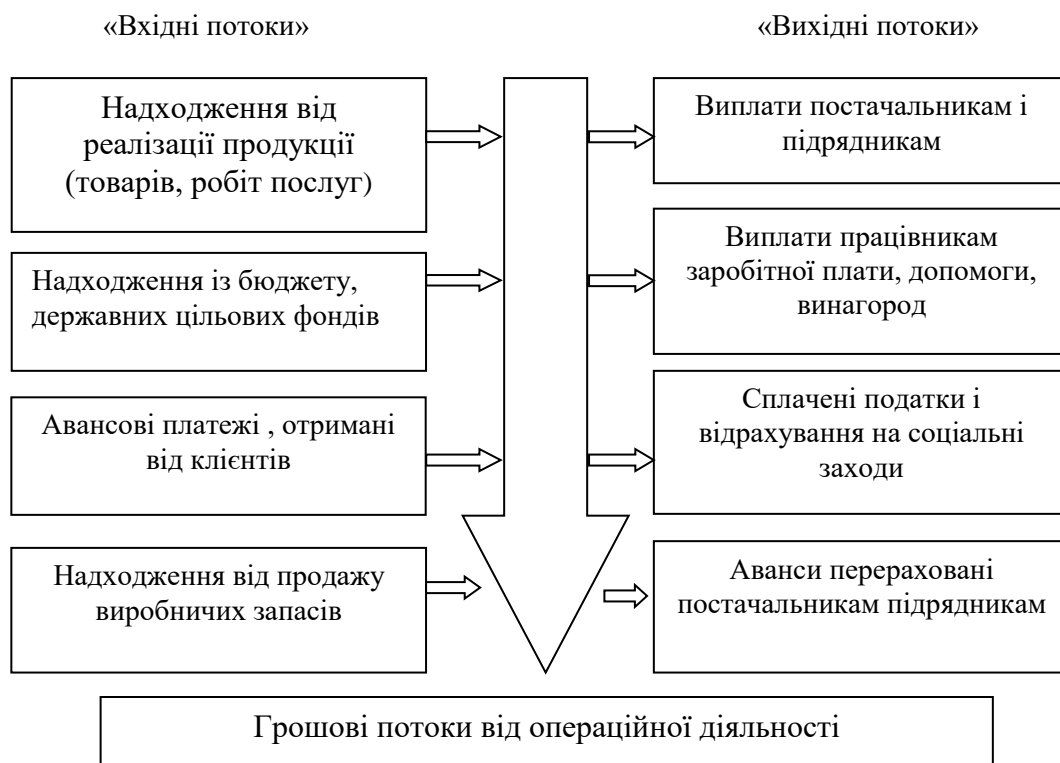 «Вхідні потоки»
«Вихідні потоки»
Надходження від
реалізації продукції
(товарів, робіт послуг)
Виплати постачальникам і
підрядникам
Надходження із бюджету,
державних цільових фондів
Виплати працівникам
заробітної плати, допомоги,
винагород
Авансові платежі , отримані
від клієнтів
Сплачені податки і
відрахування на соціальні
заходи
Надходження від продажу
виробничих запасів
Аванси перераховані
постачальникам підрядникам
Грошові потоки від операційної діяльності